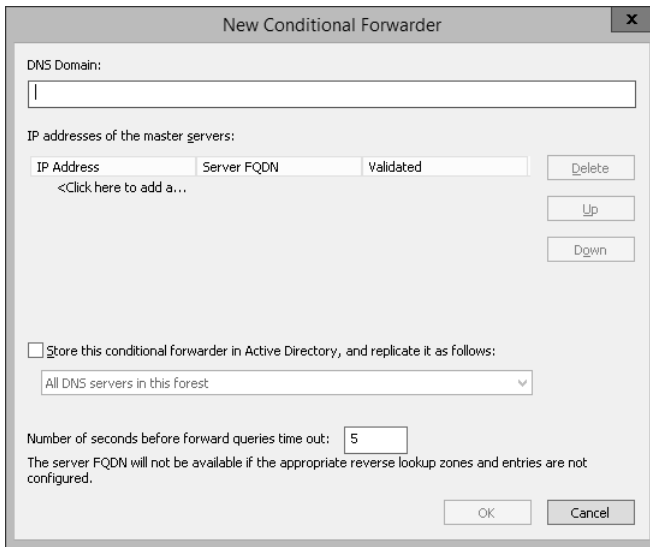 New Conditional Forwarder
x
DNS Domain:
IP addresses of the master servers:
IP Address Server FQDN Validated
<Click here to add a...
Delete
Up
Down
Store this conditional forwarder in Active Directory, and replicate it as follows:
All DNS servers in this forest
Number of seconds before forward queries time out: 5
The server FQDN will not be available if the appropriate reverse lookup zones and entries are not
configured.
OK Cancel